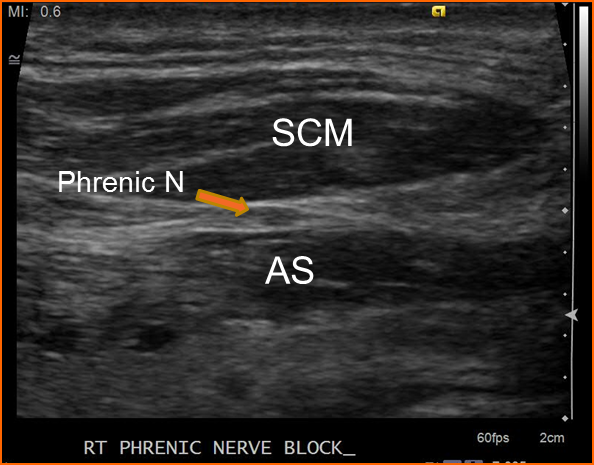 MI: 0.6
SCM
Phrenic N
AS
60fps 2cm
RT PHRENIC NERVE BLOCK_